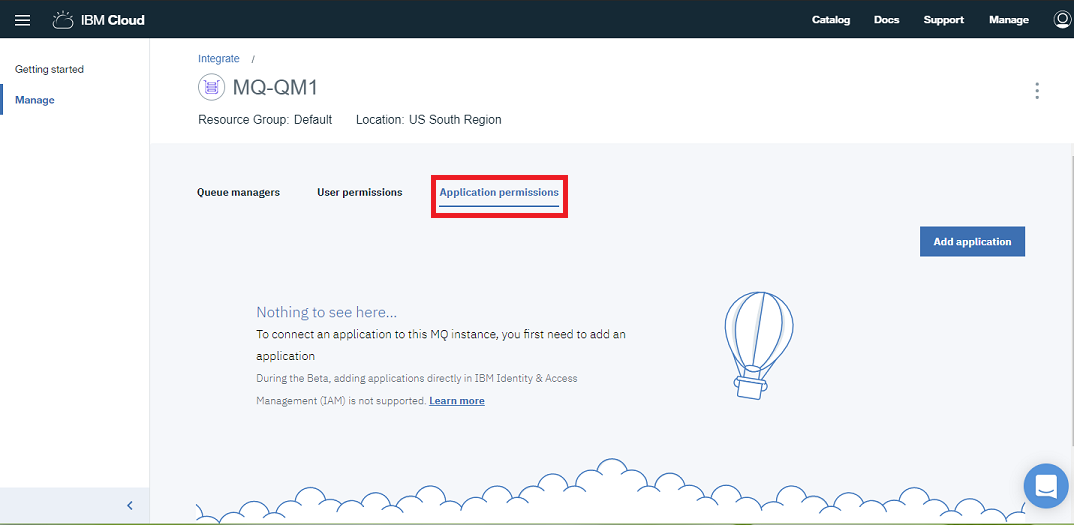 IBM Cloud
Catalog Docs Support Manage
Getting started
Manage
Integrate /
MQ-QM1
Resource Group: Default Location: US South Region
Queue managers User permissions Application permissions
Add application
Nothing to see here...
To connect an application to this MQ instance, you first need to add an
application
During the Beta, adding applications directly in IBM Identity & Access
Management (IAM) is not supported. Learn more